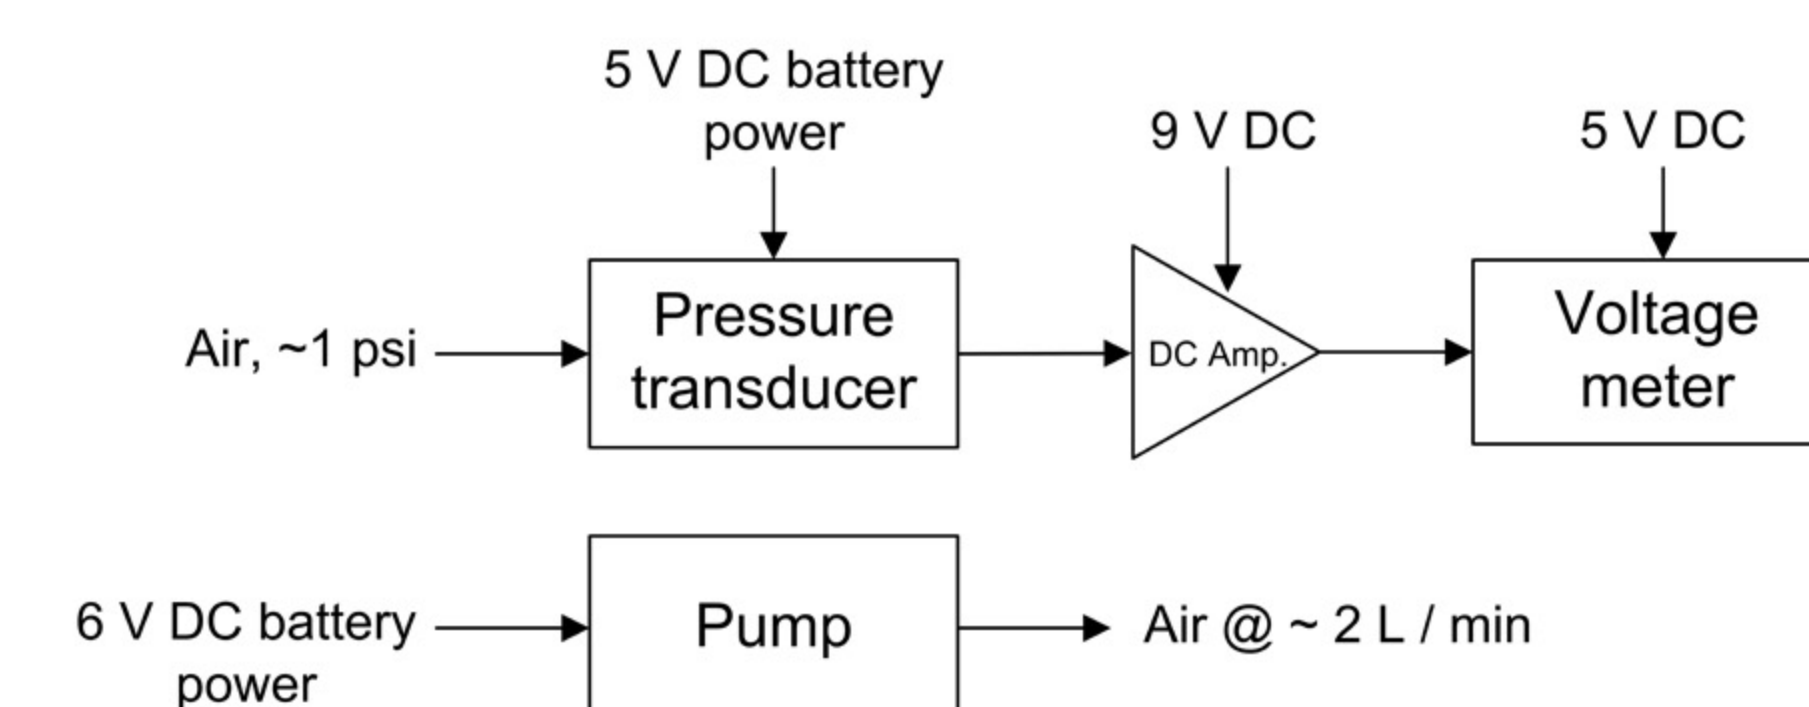 5 V DC battery
power
9 V DC
5 V DC
Air, ~1 psi
Pressure
transducer
DC Amp.
Voltage
meter
6 V DC battery
power
Pump
Air @ ~ 2 L / min